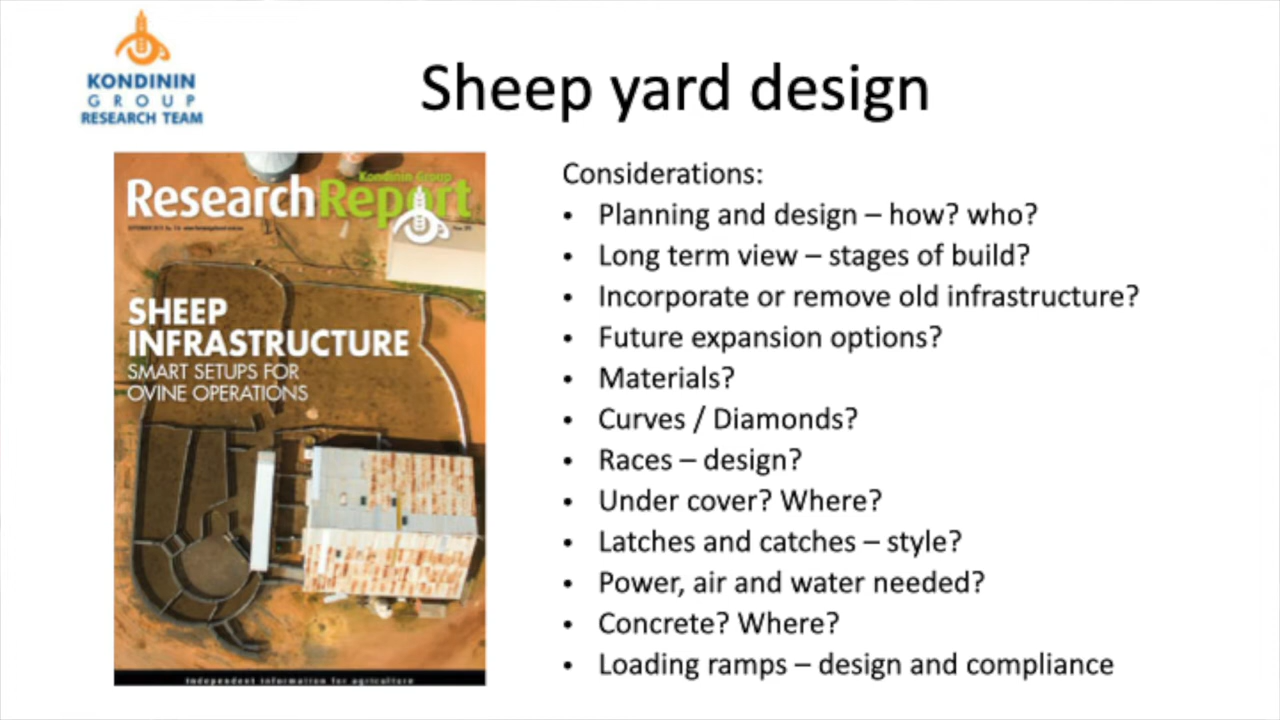 KONDININ
GROUP
RESEARCH TEAM
Sheep yard design
Kondinin Group
ResearchReport
SHEEP
INFRASTRUCTURE
SMART SETUPS FOR
OVINE OPERATIONS
Independent information for agriculture
Considerations:
• Planning and design – how? who?
• Long term view – stages of build?
• Incorporate or remove old infrastructure?
• Future expansion options?
• Materials?
• Curves / Diamonds?
• Races – design?
• Under cover? Where?
• Latches and catches – style?
• Power, air and water needed?
• Concrete? Where?
• Loading ramps – design and compliance